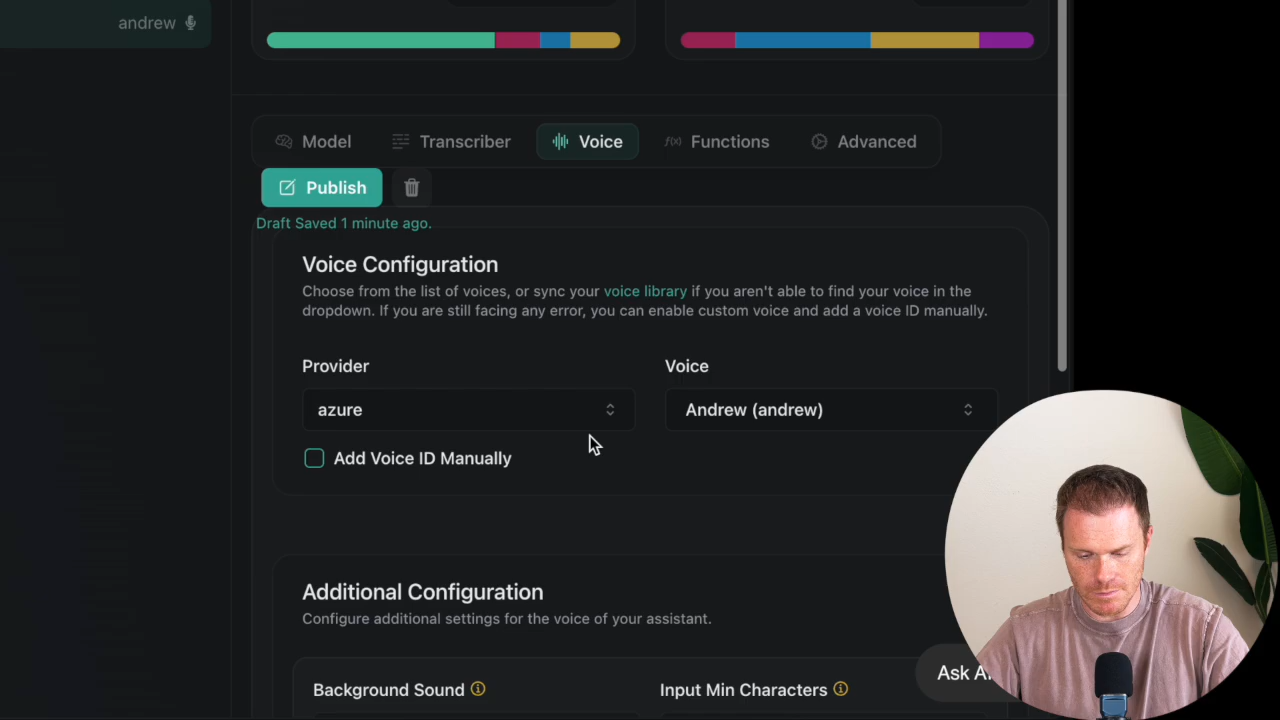 andrew
Model Transcriber Voice f(x) Functions Advanced
Publish
Draft Saved 1 minute ago.
Voice Configuration
Choose from the list of voices, or sync your voice library if you aren't able to find your voice in the
dropdown. If you are still facing any error, you can enable custom voice and add a voice ID manually.
Provider Voice
azure Andrew (andrew)
Add Voice ID Manually
Additional Configuration
Configure additional settings for the voice of your assistant.
Ask
Background Sound Input Min Characters